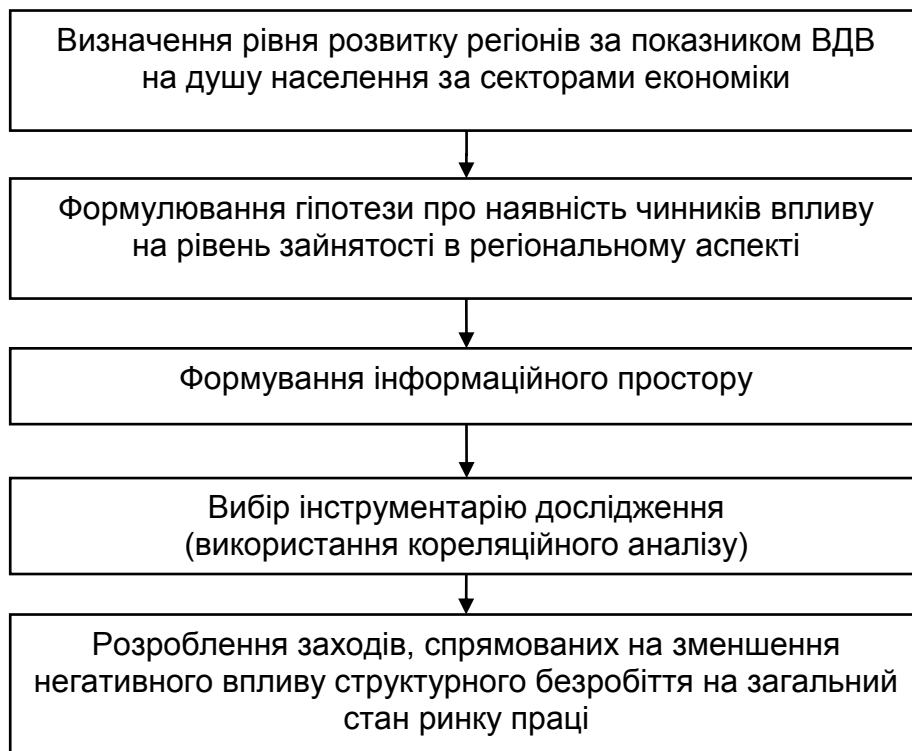 Визначення рівня розвитку регіонів за показником ВДВ
на душу населення за секторами економіки
Формулювання гіпотези про наявність чинників впливу
на рівень зайнятості в регіональному аспекті
Формування інформаційного простору
Вибір інструментарію дослідження
(використання кореляційного аналізу)
Розроблення заходів, спрямованих на зменшення
негативного впливу структурного безробіття на загальний
стан ринку праці